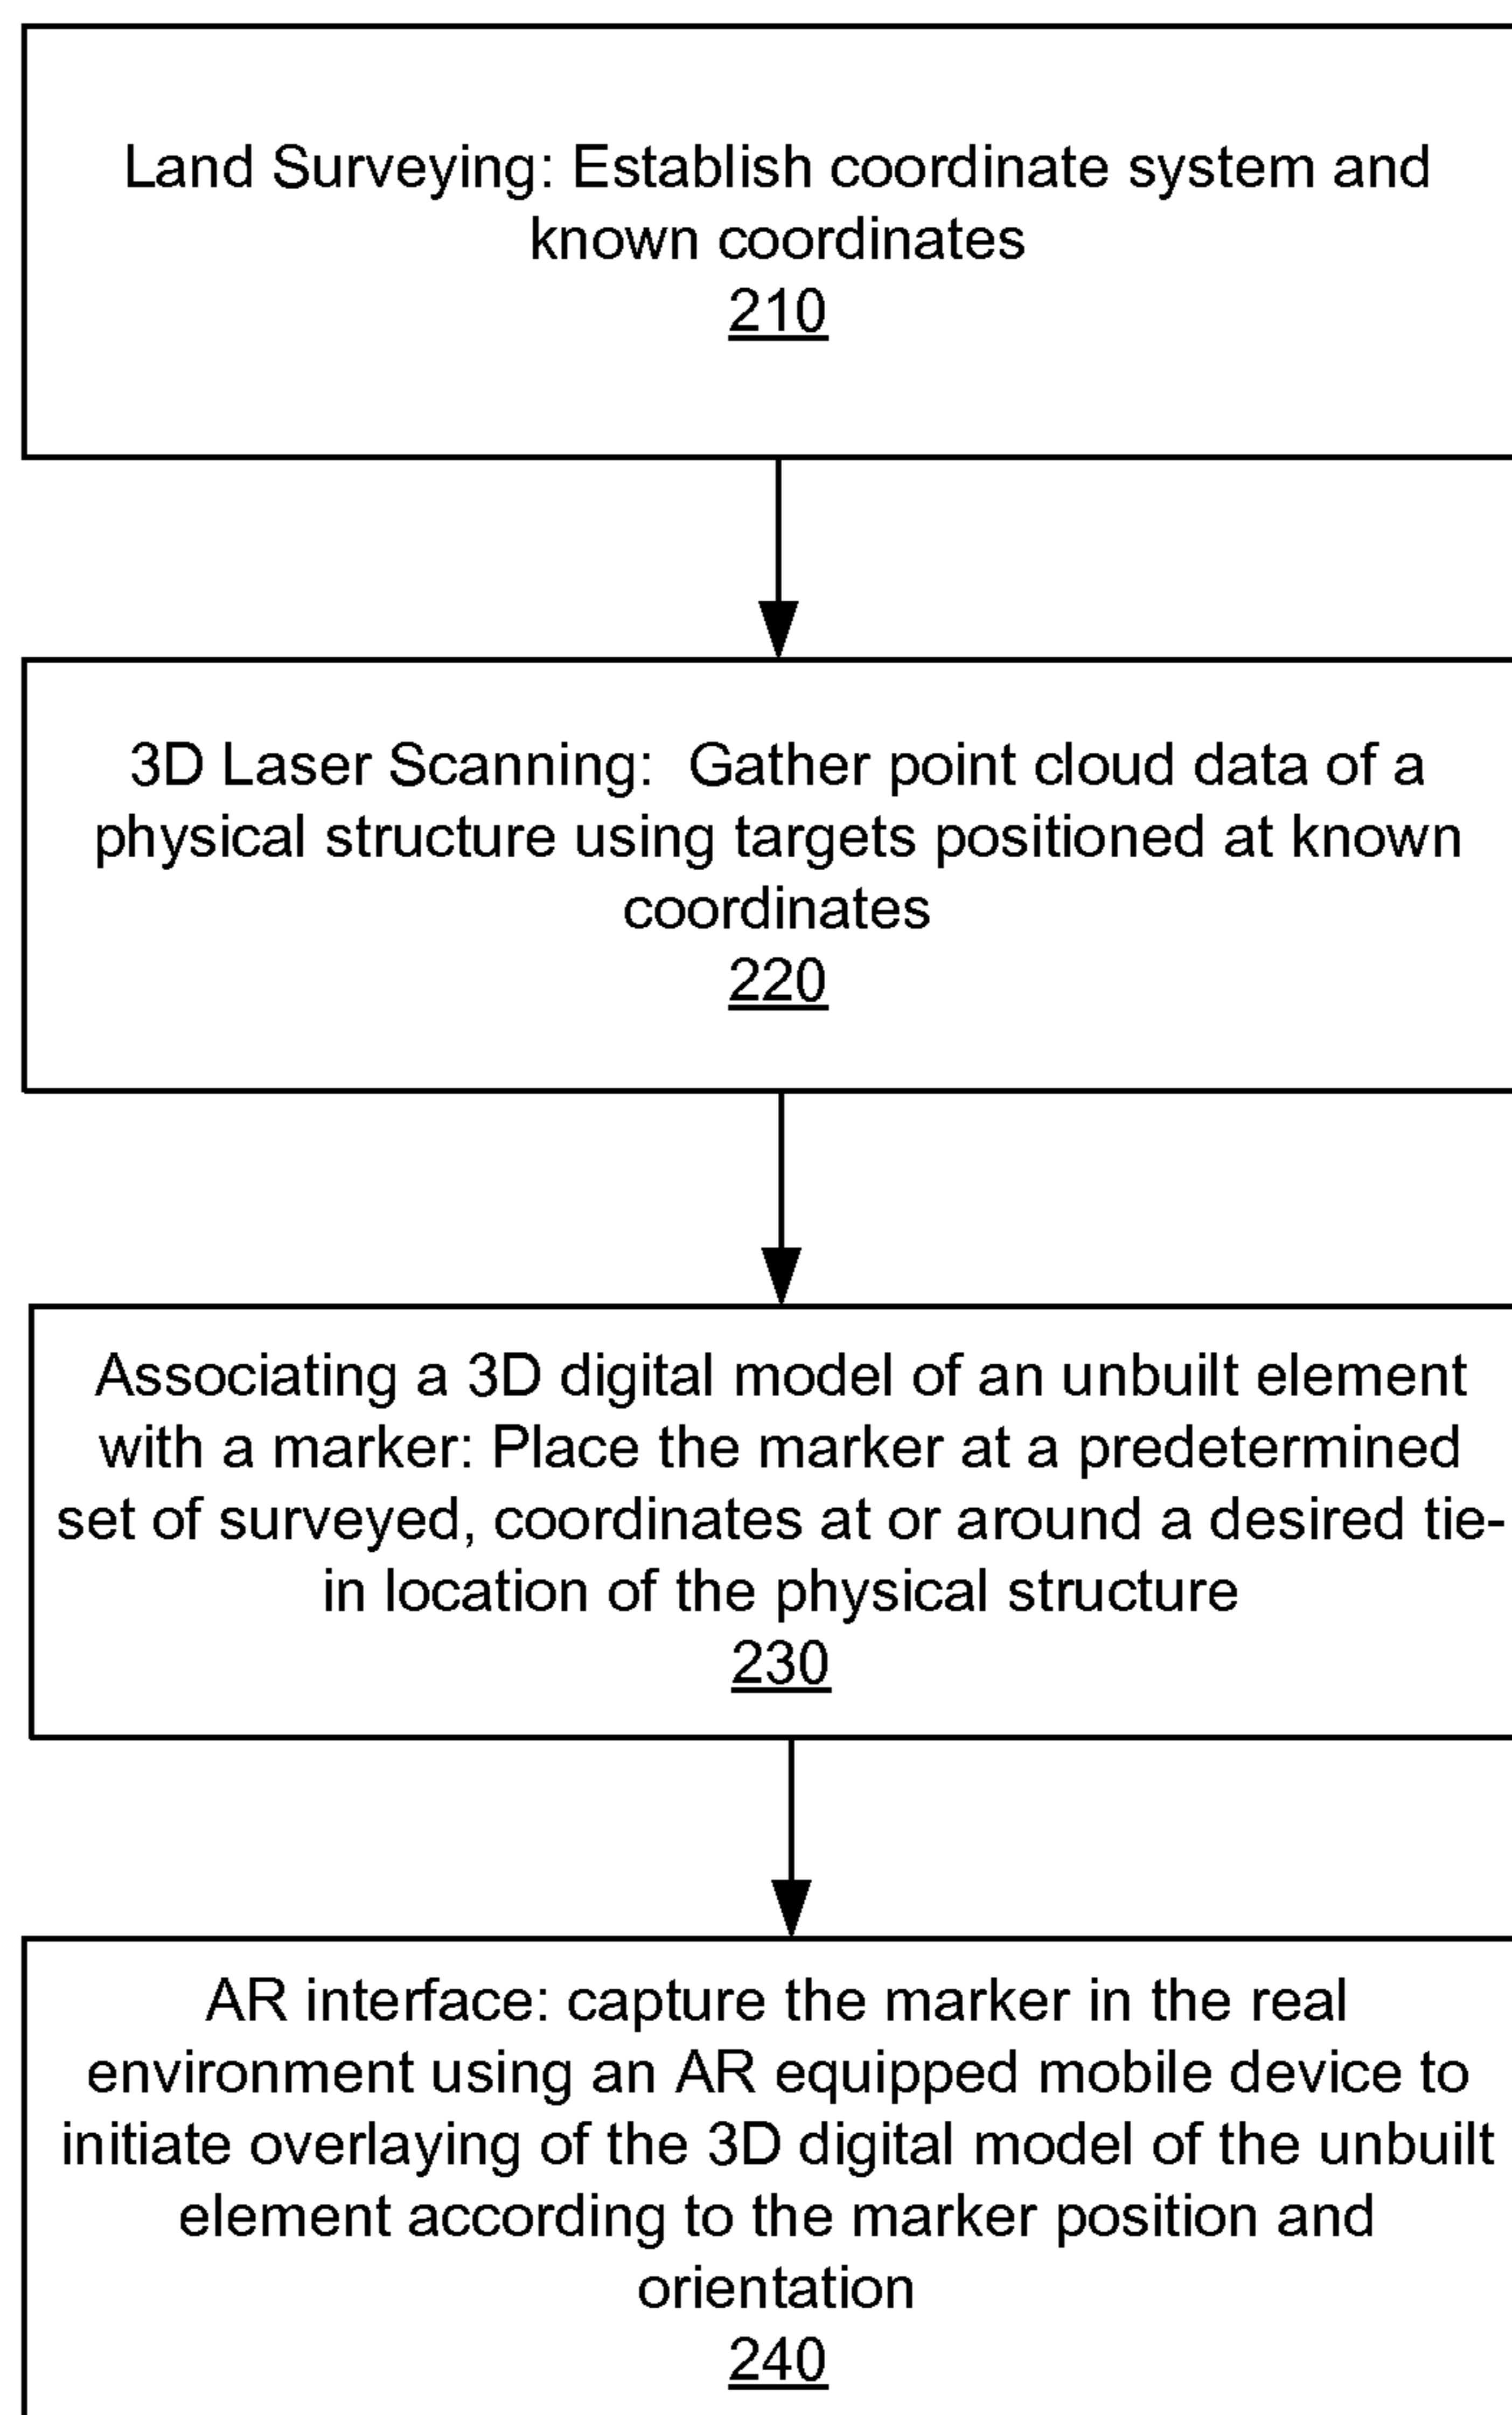 Land Surveying: Establish coordinate system and
known coordinates
210
3D Laser Scanning:  Gather point cloud data of a
physical structure using targets positioned at known
coordinates
220
Associating a 3D digital model of an unbuilt element
with a marker: Place the marker at a predetermined
set of surveyed, coordinates at or around a desired tie-
in location of the physical structure
230
AR interface: capture the marker in the real
environment using an AR equipped mobile device to
initiate overlaying of the 3D digital model of the unbuilt
element according to the marker position and
orientation
240